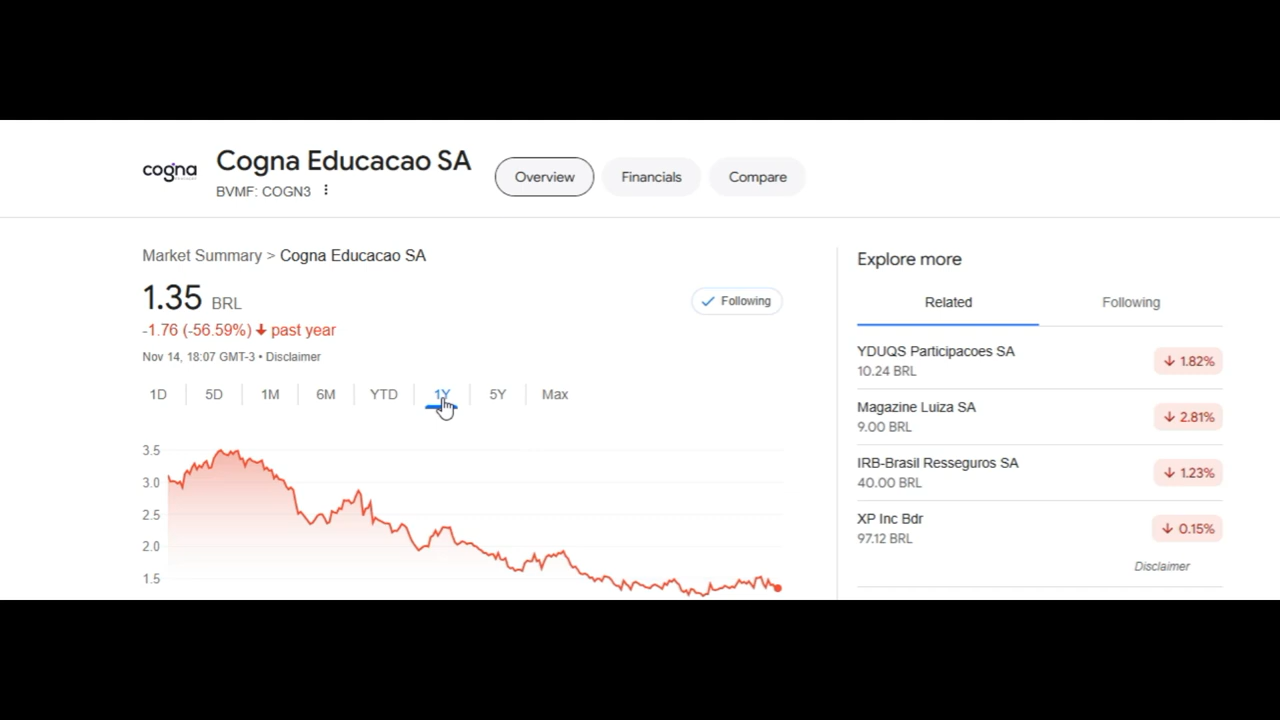 cogna
Cogna Educacao SA
BVMF: COGN3
Overview
Financials
Compare
Market Summary > Cogna Educacao SA
1.35 BRL
Following
-1.76 (-56.59%) ↓ past year
Nov 14, 18:07 GMT-3 • Disclaimer
1D
5D
1M
6M
YTD
1Y
5Y
Max
3.5
3.0
2.5
2.0
1.5
Explore more
Related
Following
YDUQS Participacoes SA
10.24 BRL
↓ 1.82%
Magazine Luiza SA
9.00 BRL
↓ 2.81%
IRB-Brasil Resseguros SA
40.00 BRL
↓ 1.23%
XP Inc Bdr
97.12 BRL
↓ 0.15%
Disclaimer